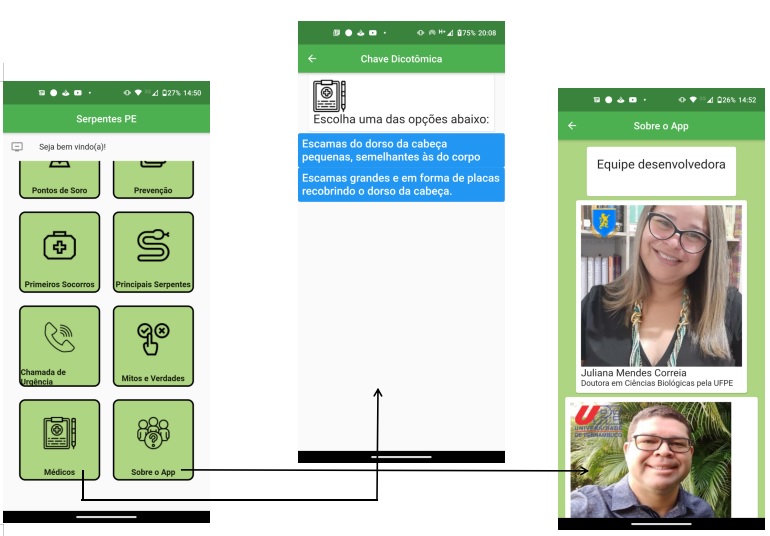 27% 14:50
Serpentes PE
Seja bem vindo(a)!
Pontos de Soro
Prevenção
Primeiros Socorros
Principais Serpentes
Chamada de
Urgência
Mitos e Verdades
Médicos
Sobre o App
H+ 75% 20:08
Chave Dicotômica
Escolha uma das opções abaixo:
Escamas do dorso da cabeça
pequenas, semelhantes às do corpo
Escamas grandes e em forma de placas
recobrindo o dorso da cabeça.
26% 14:52
Sobre o App
Equipe desenvolvedora
Juliana Mendes Correia
Doutora em Ciências Biológicas pela UFPE
UNIVERSIDADE
DE PERNAMBUCO